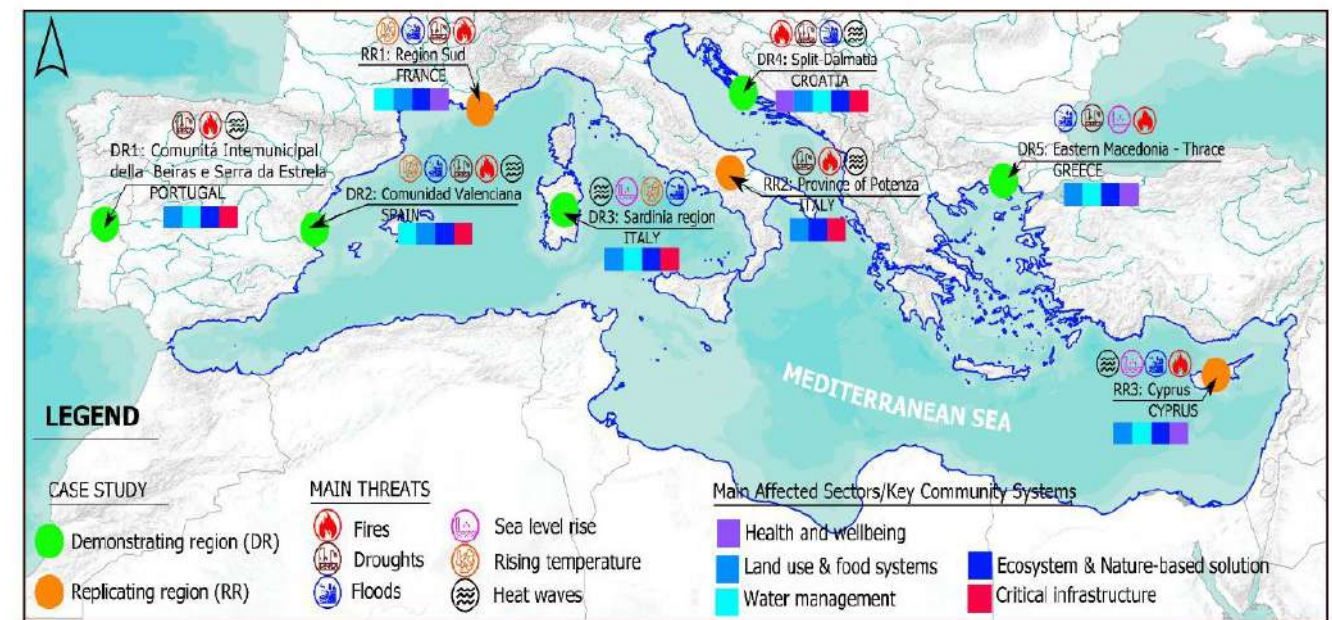 RR1: Region Sud
FRANCE
DR4: Split-Dalmatia
CROATIA
DR1: Comunitá Intemunicipal
della Beiras e Serra da Estrela
PORTUGAL
DR2: Comunidad Valenciana
SPAIN
DR3: Sardinia region
ITALY
RR2: Province of Potenza
ITALY
DR5: Eastern Macedonia - Thrace
GREECE
MEDITERRANEAN SEA
RR3: Cyprus
CYPRUS
LEGEND
CASE STUDY
Demonstrating region (DR)
Replicating region (RR)
MAIN THREATS
Fires
Droughts
Floods
Sea level rise
Rising temperature
Heat waves
Main Affected Sectors/Key Community Systems
Health and wellbeing
Land use & food systems
Water management
Ecosystem & Nature-based solution
Critical infrastructure